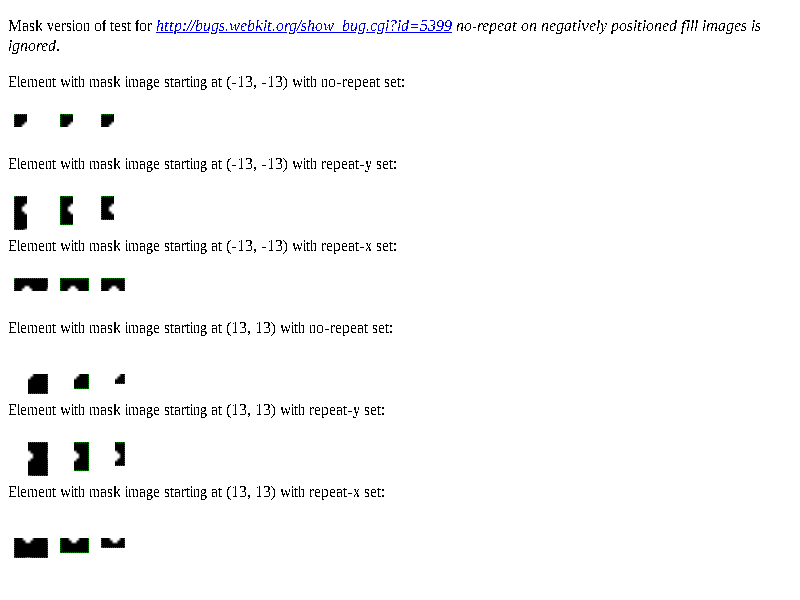 Mask version of test for http://bugs.webkit.org/show_bug.cgi?id=5399 no-repeat on negatively positioned fill images is
ignored.
Element with mask image starting at (-13, -13) with no-repeat set:
Element with mask image starting at (-13, -13) with repeat-y set:
Element with mask image starting at (-13, -13) with repeat-x set:
Element with mask image starting at (13, 13) with no-repeat set:
Element with mask image starting at (13, 13) with repeat-y set:
Element with mask image starting at (13, 13) with repeat-x set: